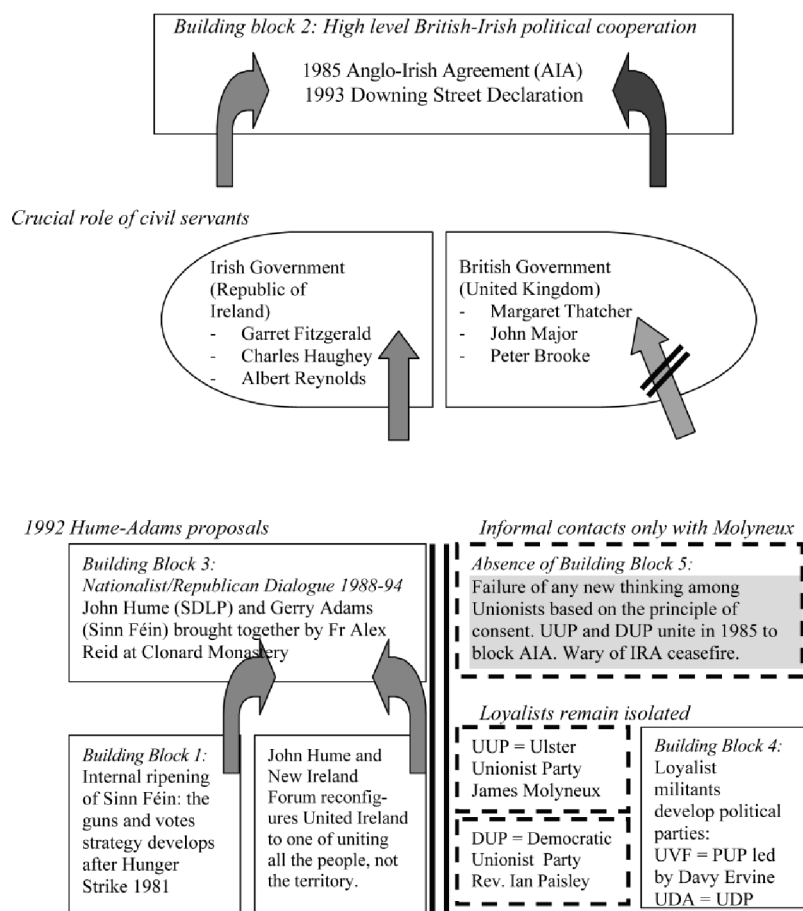 Building block 2: High level British-Irish political cooperation
1985 Anglo-Irish Agreement (AIA)
1993 Downing Street Declaration
Crucial role of civil servants
Irish Government
(Republic of
Ireland)
- Garret Fitzgerald
- Charles Haughey
- Albert Reynolds
British Government
(United Kingdom)
- Margaret Thatcher
- John Major
- Peter Brooke
1992 Hume-Adams proposals
Building Block 3:
Nationalist/Republican Dialogue 1988-94
John Hume (SDLP) and Gerry Adams
(Sinn Féin) brought together by Fr Alex
Reid at Clonard Monastery
Informal contacts only with Molyneux
Absence of Building Block 5:
Failure of any new thinking among
Unionists based on the principle of
consent. UUP and DUP unite in 1985 to
block AIA. Wary of IRA ceasefire.
Building Block 1:
Internal ripening
of Sinn Féin: the
guns and votes
strategy develops
after Hunger
Strike 1981
John Hume and
New Ireland
Forum reconfig-
ures United Ireland
to one of uniting
all the people, not
the territory.
Loyalists remain isolated
UUP = Ulster
Unionist Party
James Molyneux
DUP = Democratic
Unionist Party
Rev. Ian Paisley
Building Block 4:
Loyalist
militants
develop political
parties:
UVF = PUP led
by Davy Ervine
UDA = UDP